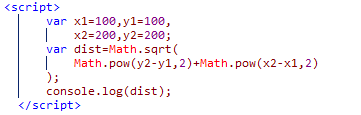 <script>
var x1=100,y1=100,
x2=200,y2=200;
var dist=Math.sqrt(
Math.pow(y2-y1,2)+Math.pow(x2-x1,2)
);
console.log(dist);
</script>